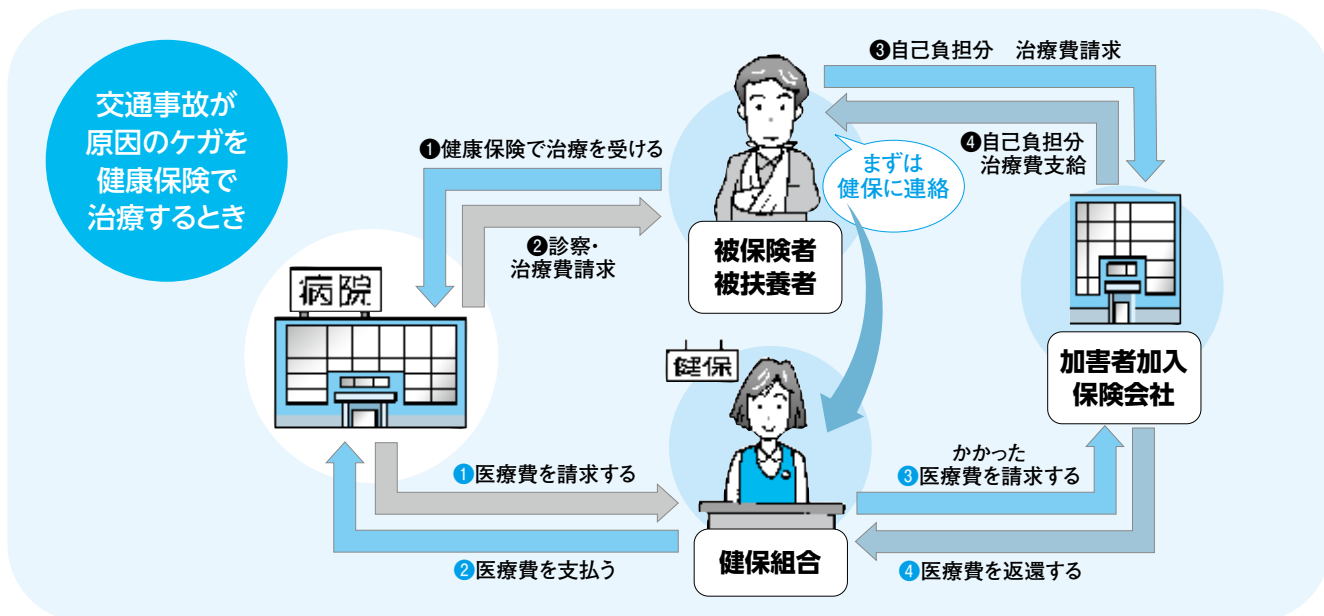 交通事故が
原因のケガを
健康保険で
治療するとき
❸自己負担分　治療費請求
❹自己負担分
治療費支給
❶健康保険で治療を受ける
まずは
健保に連絡
❷診察・
治療費請求
被保険者
被扶養者
病院
加害者加入
保険会社
健保
❶医療費を請求する
かかった
❸医療費を請求する
❷医療費を支払う
健保組合
❹医療費を返還する